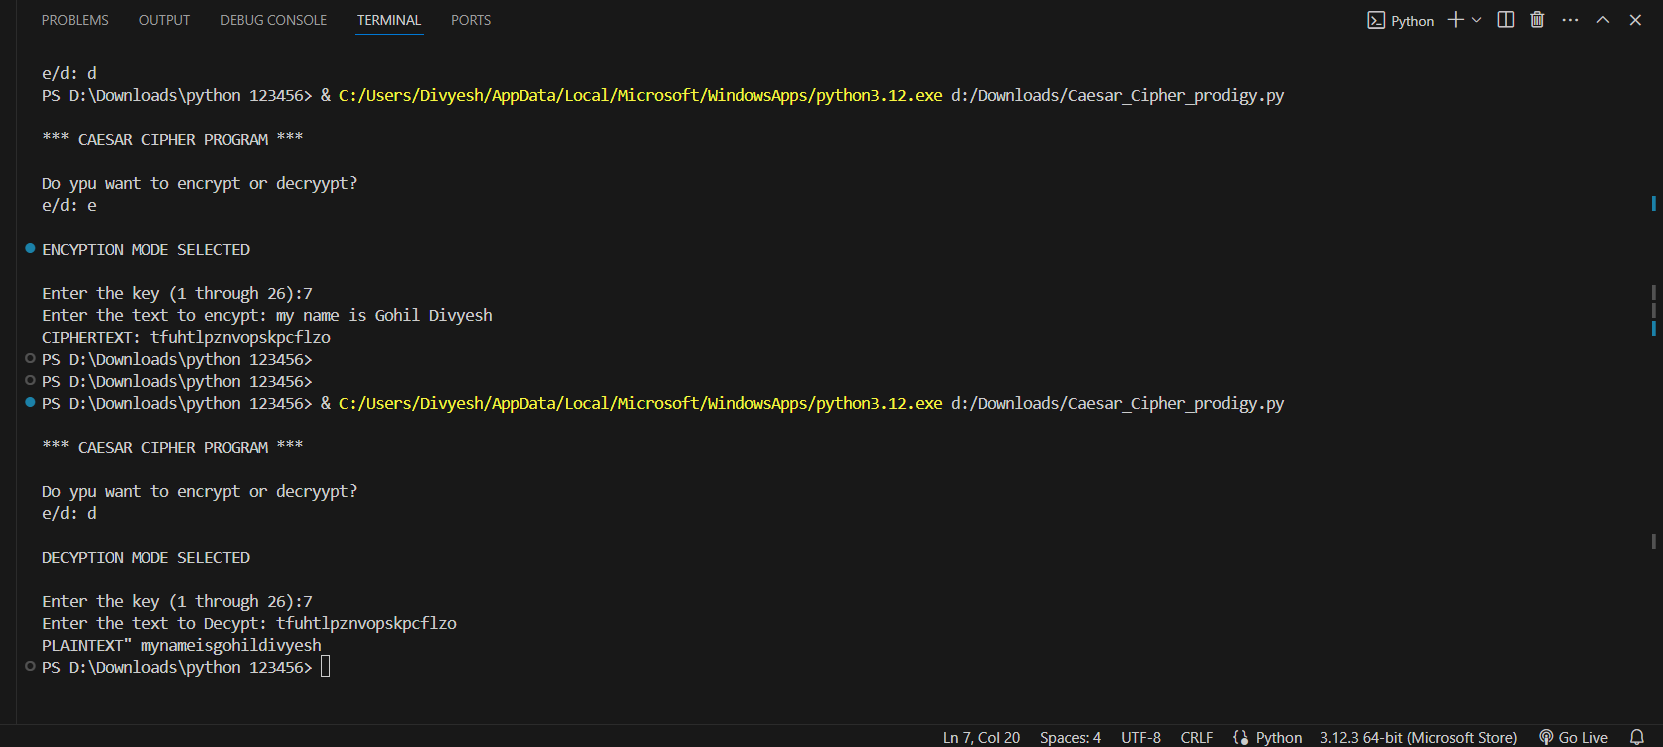 PROBLEMS OUTPUT DEBUG CONSOLE TERMINAL PORTS Python
e/d: d
PS D:\Downloads\python 123456> & C:/Users/Divyesh/AppData/Local/Microsoft/WindowsApps/python3.12.exe d:/Downloads/Caesar_Cipher_prodigy.py
*** CAESAR CIPHER PROGRAM ***
Do ypu want to encrypt or decryypt?
e/d: e
ENCYPTION MODE SELECTED
Enter the key (1 through 26):7
Enter the text to encypt: my name is Gohil Divyesh
CIPHERTEXT: tfuhtlpznvopskpcflzo
PS D:\Downloads\python 123456>
PS D:\Downloads\python 123456>
PS D:\Downloads\python 123456> & C:/Users/Divyesh/AppData/Local/Microsoft/WindowsApps/python3.12.exe d:/Downloads/Caesar_Cipher_prodigy.py
*** CAESAR CIPHER PROGRAM ***
Do ypu want to encrypt or decryypt?
e/d: d
DECYPTION MODE SELECTED
Enter the key (1 through 26):7
Enter the text to Decypt: tfuhtlpznvopskpcflzo
PLAINTEXT" mynameisgohildivyesh
PS D:\Downloads\python 123456>
Ln 7, Col 20 Spaces: 4 UTF-8 CRLF Python 3.12.3 64-bit (Microsoft Store) Go Live